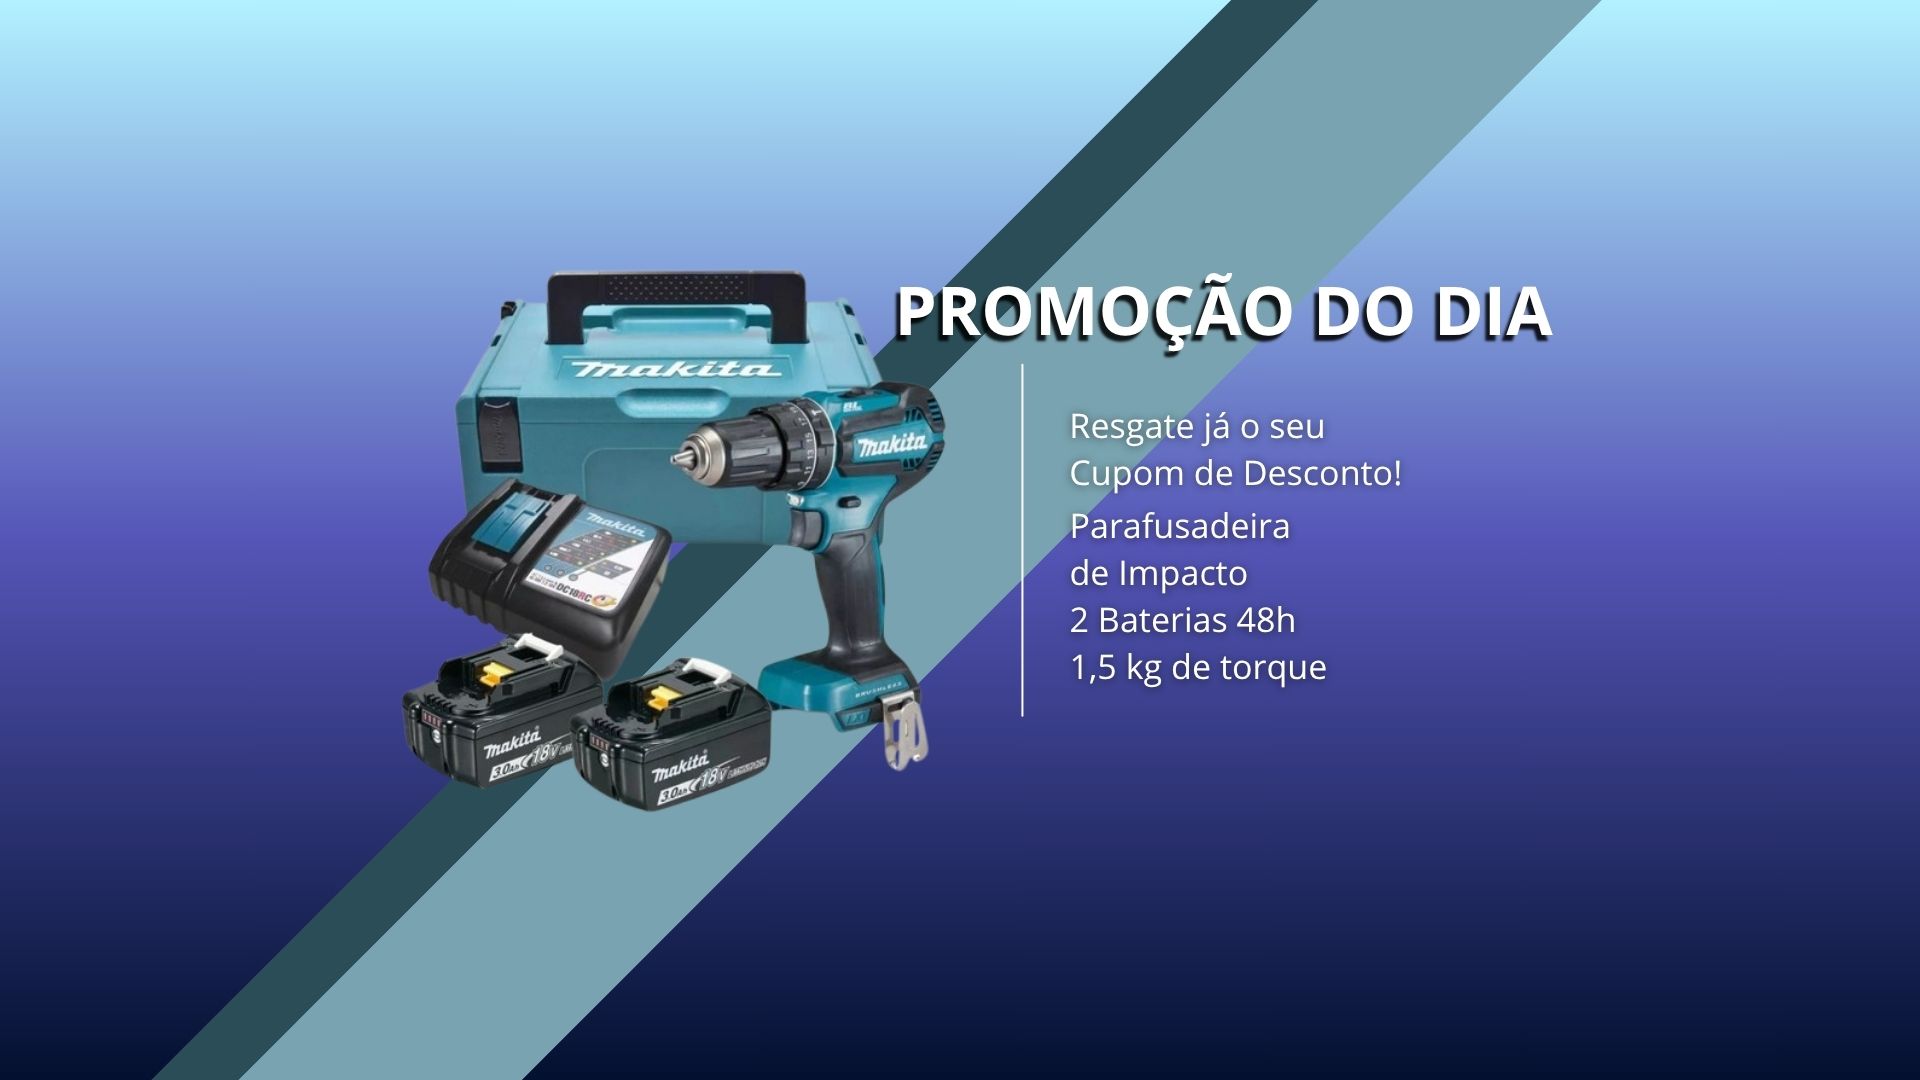 PROMOÇÃO DO DIA
makita
makita
Resgate já o seu
Cupom de Desconto!
Parafusadeira
de Impacto
2 Baterias 48h
1,5 kg de torque
makita
DC18RC
BRUSHLESS
makita
3.0Ah 18V
makita
3.0Ah 18V